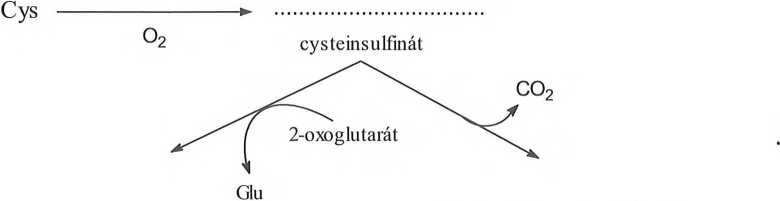 Cys
O₂
................................
cysteinsulfinát
CO₂
2-oxoglutarát
Glu
.